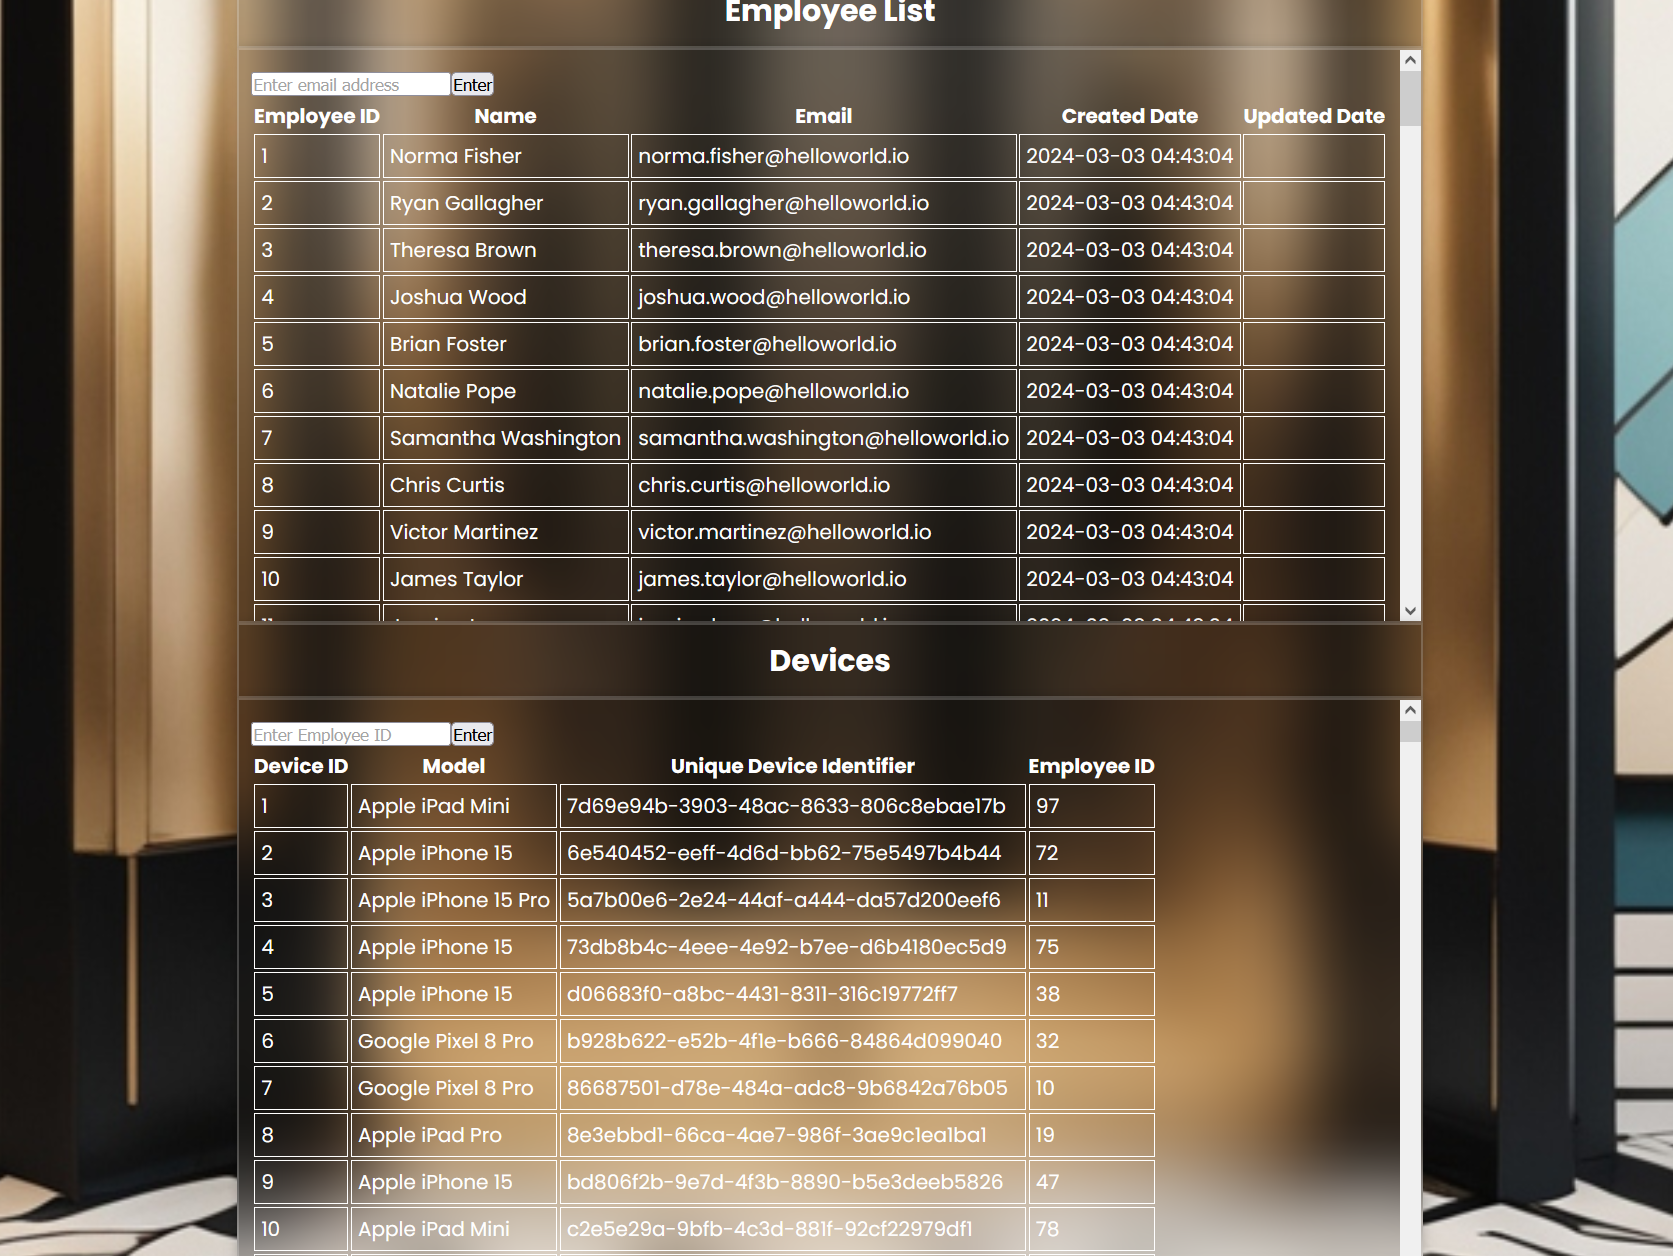 Employee List
Enter email address Enter
Employee ID Name Email Created Date Updated Date
1 Norma Fisher norma.fisher@helloworld.io 2024-03-03 04:43:04
2 Ryan Gallagher ryan.gallagher@helloworld.io 2024-03-03 04:43:04
3 Theresa Brown theresa.brown@helloworld.io 2024-03-03 04:43:04
4 Joshua Wood joshua.wood@helloworld.io 2024-03-03 04:43:04
5 Brian Foster brian.foster@helloworld.io 2024-03-03 04:43:04
6 Natalie Pope natalie.pope@helloworld.io 2024-03-03 04:43:04
7 Samantha Washington samantha.washington@helloworld.io 2024-03-03 04:43:04
8 Chris Curtis chris.curtis@helloworld.io 2024-03-03 04:43:04
9 Victor Martinez victor.martinez@helloworld.io 2024-03-03 04:43:04
10 James Taylor james.taylor@helloworld.io 2024-03-03 04:43:04
Devices
Enter Employee ID Enter
Device ID Model Unique Device Identifier Employee ID
1 Apple iPad Mini 7d69e94b-3903-48ac-8633-806c8ebae17b 97
2 Apple iPhone 15 6e540452-eeff-4d6d-bb62-75e5497b4b44 72
3 Apple iPhone 15 Pro 5a7b00e6-2e24-44af-a444-da57d200eef6 11
4 Apple iPhone 15 73db8b4c-4eee-4e92-b7ee-d6b4180ec5d9 75
5 Apple iPhone 15 d06683f0-a8bc-4431-8311-316c19772ff7 38
6 Google Pixel 8 Pro b928b622-e52b-4f1e-b666-84864d099040 32
7 Google Pixel 8 Pro 86687501-d78e-484a-adc8-9b6842a76b05 10
8 Apple iPad Pro 8e3ebbd1-66ca-4ae7-986f-3ae9c1ea1ba1 19
9 Apple iPhone 15 bd806f2b-9e7d-4f3b-8890-b5e3deeb5826 47
10 Apple iPad Mini c2e5e29a-9bfb-4c3d-881f-92cf22979df1 78